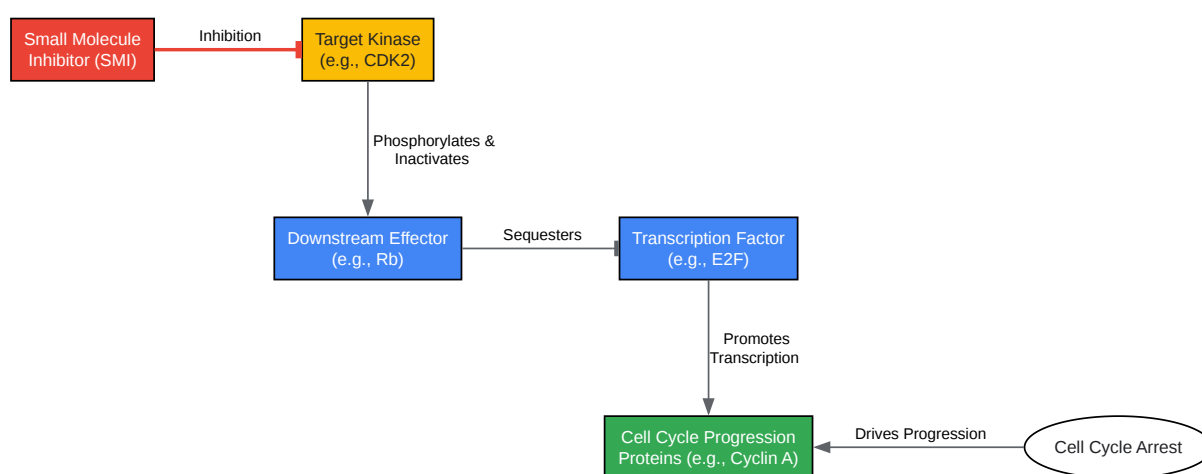 Small Molecule
Inhibitor (SMI)
Inhibition
Target Kinase
(e.g., CDK2)
Phosphorylates &
Inactivates
Downstream Effector
(e.g., Rb)
Sequesters
Transcription Factor
(e.g., E2F)
Promotes
Transcription
Cell Cycle Progression
Proteins (e.g., Cyclin A)
Drives Progression
Cell Cycle Arrest